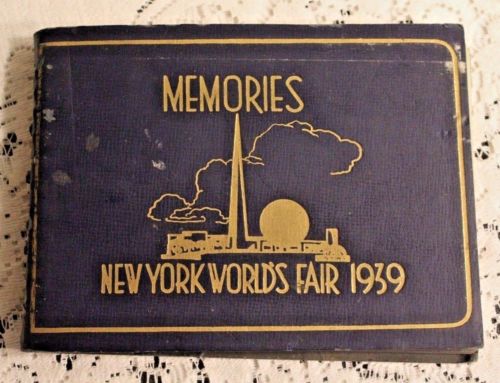 MEMORIES
NEW YORK WORLD'S FAIR 1939